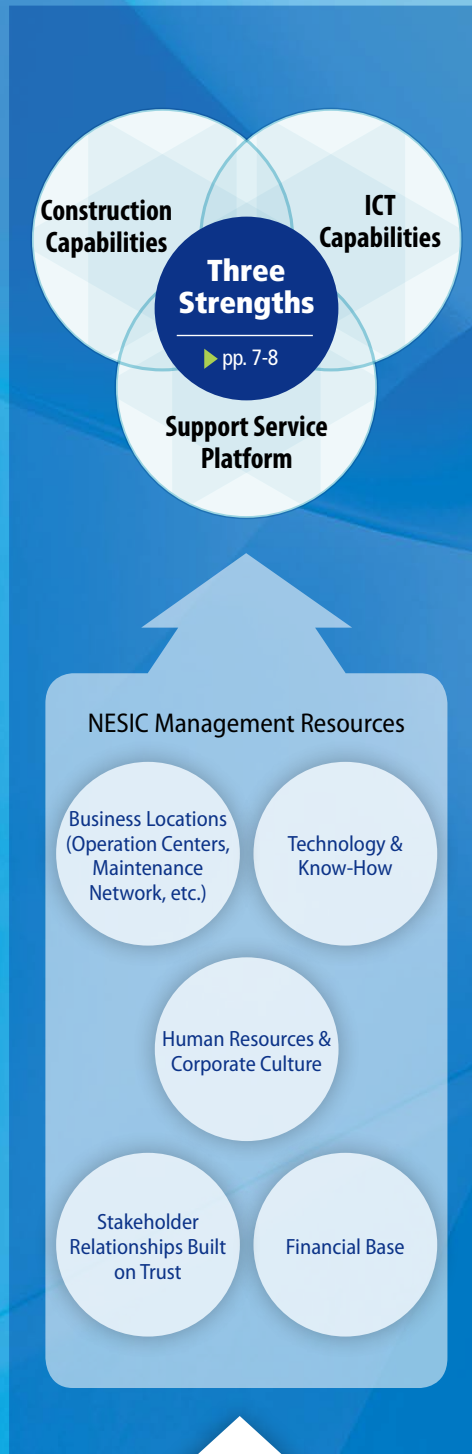 Construction
Capabilities
ICT
Capabilities
Three
Strengths
pp. 7-8
Support Service
Platform
NESIC Management Resources
Business Locations
(Operation Centers,
Maintenance
Network, etc.)
Technology &
Know-How
Human Resources &
Corporate Culture
Stakeholder
Relationships Built
on Trust
Financial Base